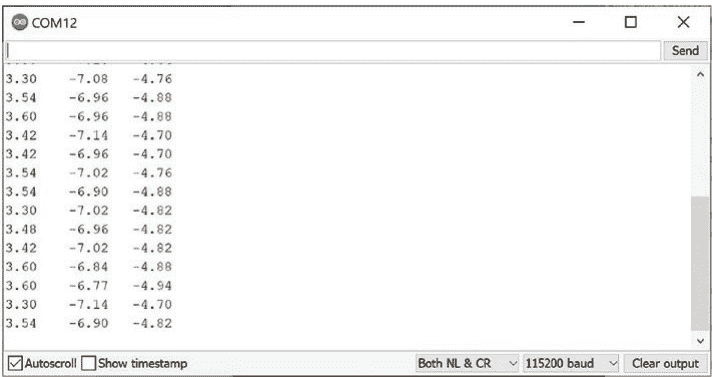 COM12
Send
3.30 -7.08 -4.76
3.54 -6.96 -4.88
3.60 -6.96 -4.88
3.42 -7.14 -4.70
3.42 -6.96 -4.70
3.54 -7.02 -4.76
3.54 -6.90 -4.88
3.30 -7.02 -4.82
3.48 -6.96 -4.82
3.42 -7.02 -4.82
3.60 -6.84 -4.88
3.60 -6.77 -4.94
3.30 -7.14 -4.70
3.54 -6.90 -4.82
Autoscroll Show timestamp Both NL & CR 115200 baud Clear output